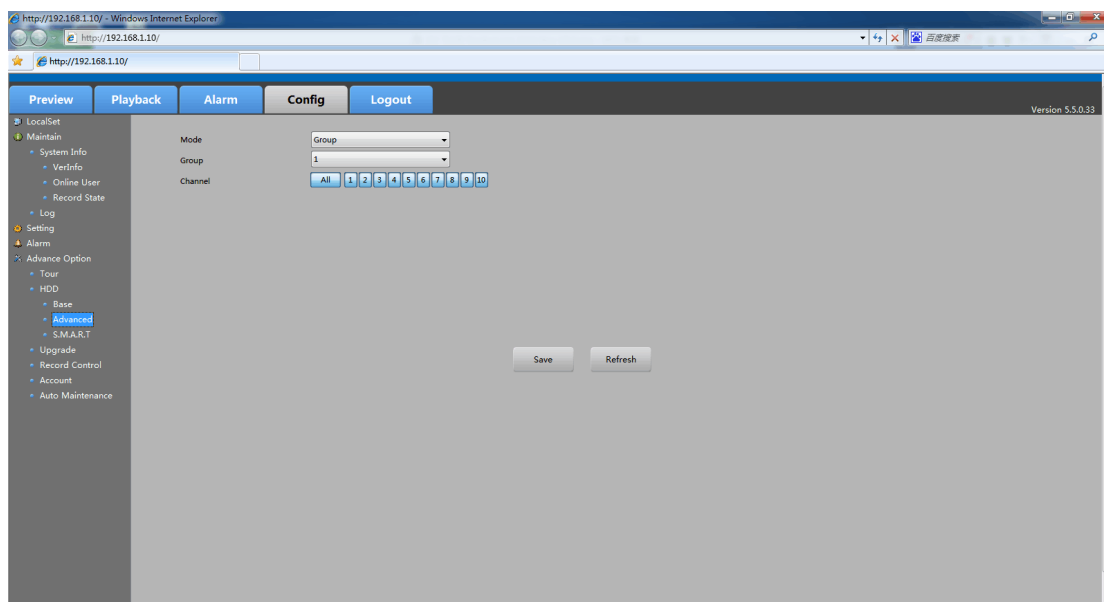 http://192.168.1.10/ - Windows Internet Explorer
http://192.168.1.10/
百度搜索
http://192.168.1.10/
Preview Playback Alarm Config Logout
Version 5.5.0.33
LocalSet
Maintain
System Info
VerInfo
Online User
Record State
Log
Setting
Alarm
Advance Option
Tour
HDD
Base
Advanced
S.M.A.R.T
Upgrade
Record Control
Account
Auto Maintenance
Mode Group
Group 1
Channel All 1 2 3 4 5 6 7 8 9 10
Save Refresh